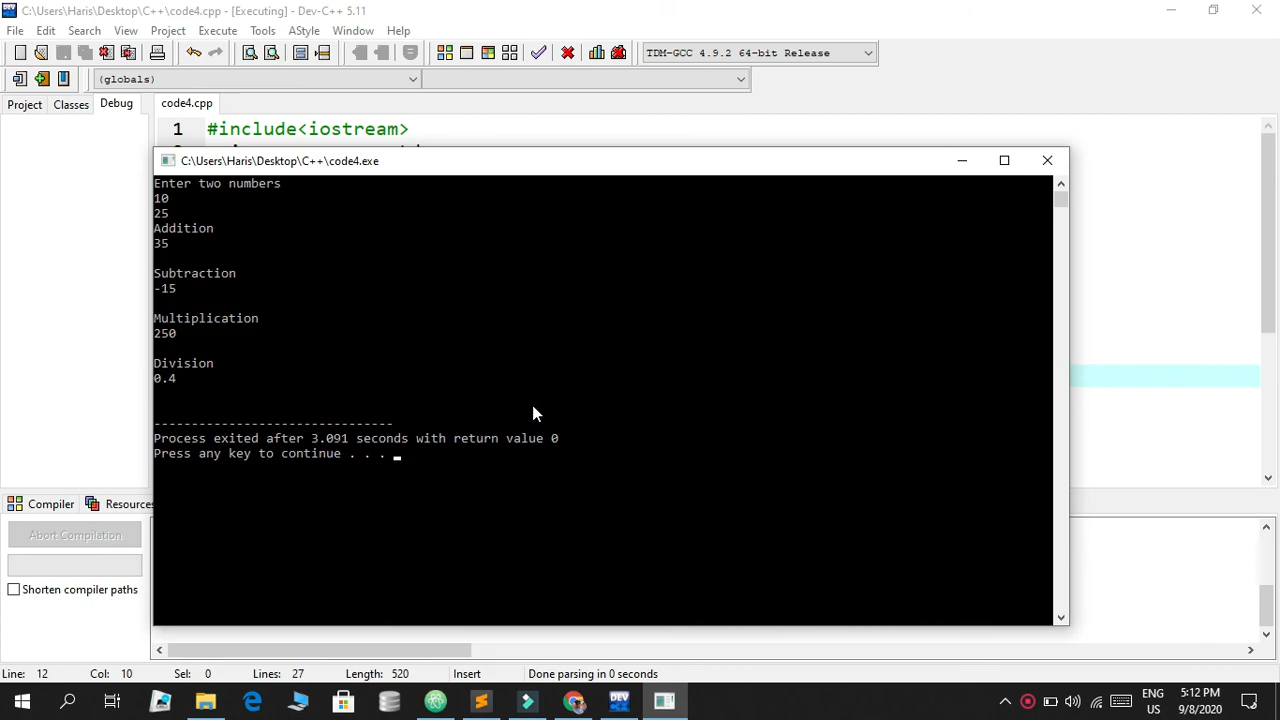 C:\Users\Haris\Desktop\C++\code4.cpp - [Executing] - Dev-C++ 5.11
File Edit Search View Project Execute Tools AStyle Window Help
TDM-GCC 4.9.2 64-bit Release
(globals)
Project Classes Debug code4.cpp
1 #include<iostream>
C:\Users\Haris\Desktop\C++\code4.exe
Enter two numbers
10
25
Addition
35
Subtraction
-15
Multiplication
250
Division
0.4
--------------------------------
Process exited after 3.091 seconds with return value 0
Press any key to continue . . .
Compiler Resources
Abort Compilation
Shorten compiler paths
Line: 12 Col: 10 Sel: 0 Lines: 27 Length: 520 Insert Done parsing in 0 seconds
ENG 5:12 PM
US 9/8/2020